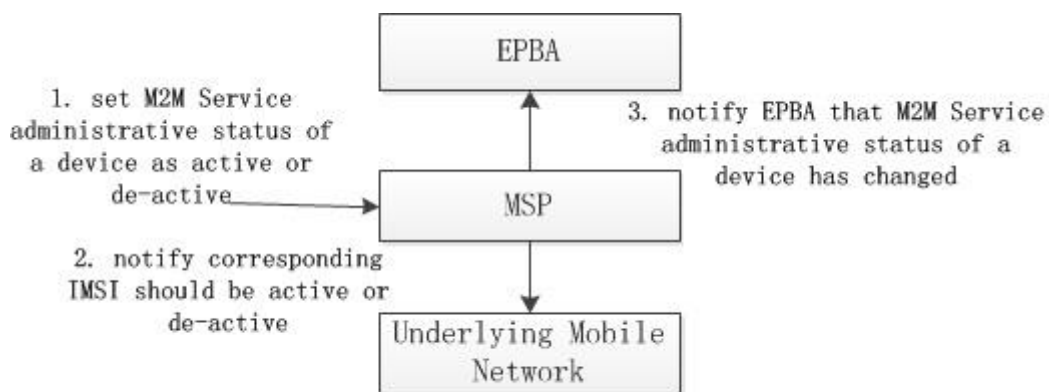 EPBA
1. set M2M Service
administrative status of
a device as active or
de-active
3. notify EPBA that M2M Service
administrative status of a
device has changed
MSP
2. notify corresponding
IMSI should be active or
de-active
Underlying Mobile
Network